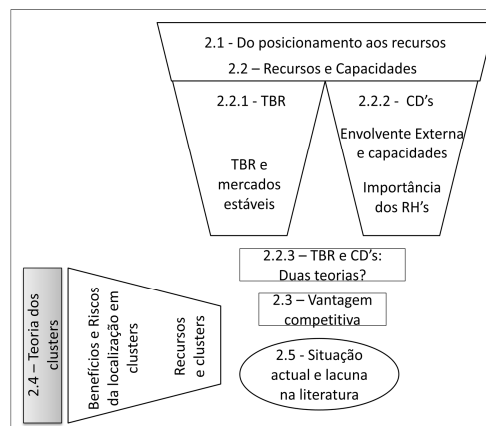 2.1 - Do posicionamento aos recursos
2.2 – Recursos e Capacidades
2.2.1 - TBR
TBR e
mercados
estáveis
2.2.2 - CD's
Envolvente Externa
e capacidades
Importância
dos RH's
2.2.3 – TBR e CD's:
Duas teorias?
2.3 – Vantagem
competitiva
2.5 - Situação
actual e lacuna
na literatura
2.4 – Teoria dos
clusters
Benefícios e Riscos
da localização em
clusters
Recursos
e clusters